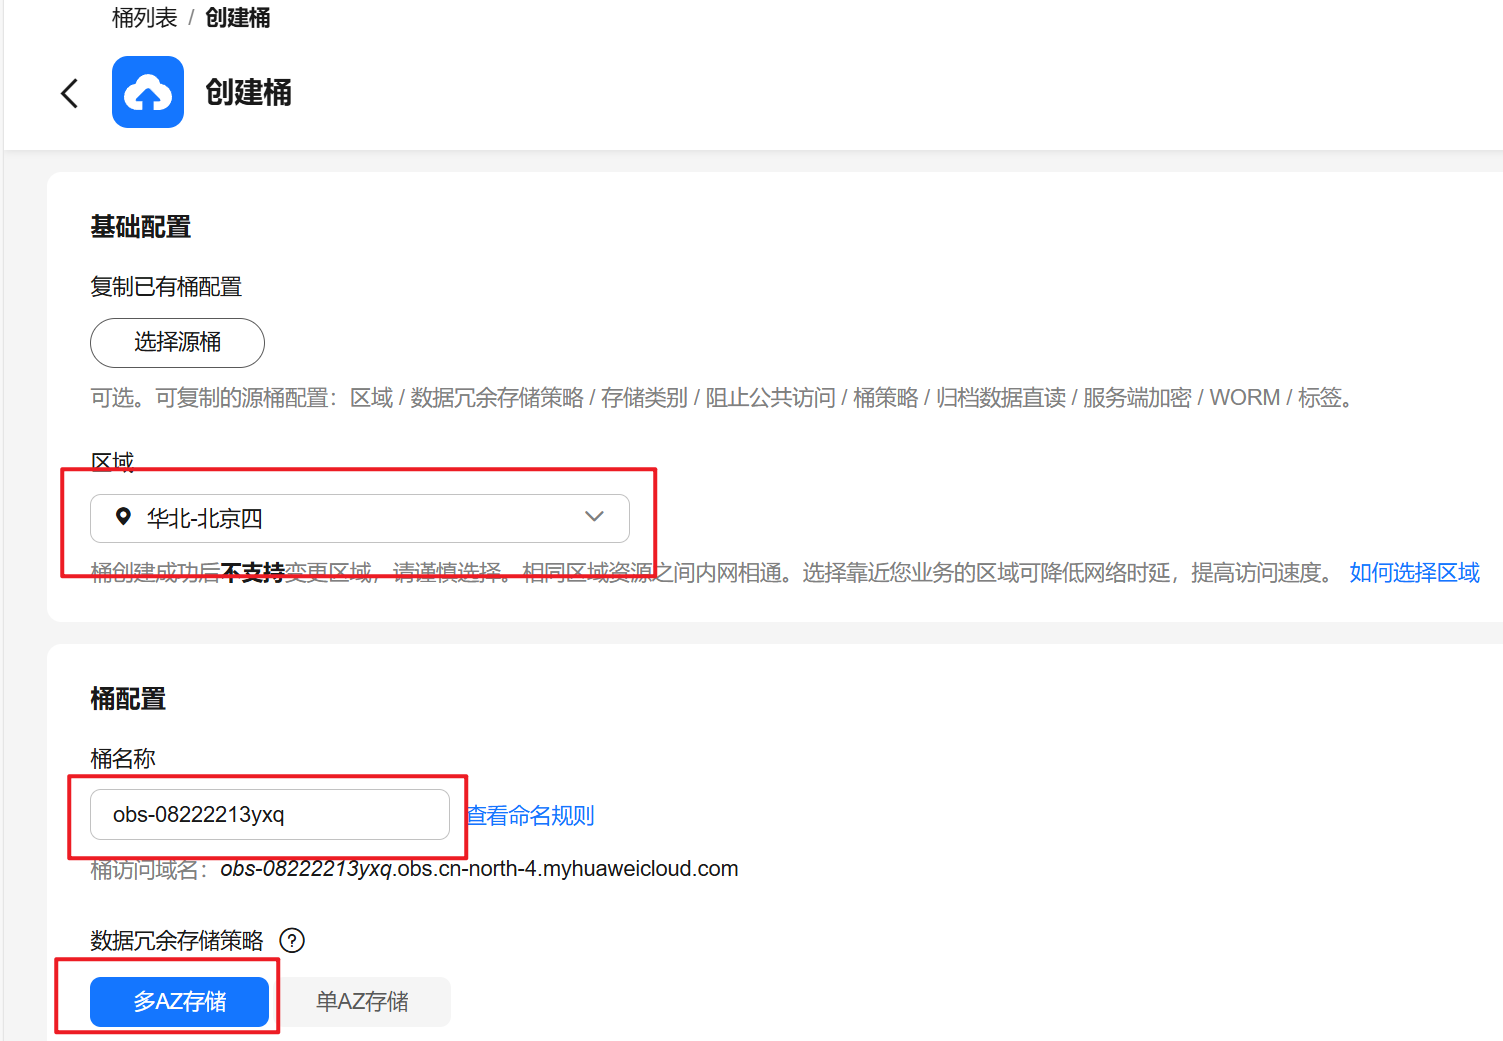 桶列表 / 创建桶
创建桶
基础配置
复制已有桶配置
选择源桶
可选。可复制的源桶配置：区域 / 数据冗余存储策略 / 存储类别 / 阻止公共访问 / 桶策略 / 归档数据直读 / 服务端加密 / WORM / 标签。
区域
华北-北京四
桶创建成功后不支持变更区域，请谨慎选择。相同区域资源之间内网相通。选择靠近您业务的区域可降低网络时延，提高访问速度。 如何选择区域
桶配置
桶名称
obs-08222213yxq 查看命名规则
桶访问域名：obs-08222213yxq.obs.cn-north-4.myhuaweicloud.com
数据冗余存储策略 ?
多AZ存储 单AZ存储